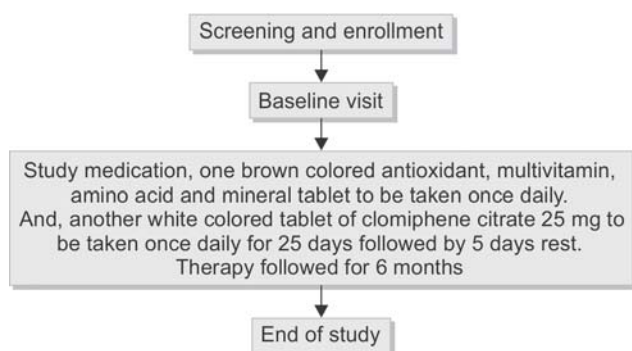 Screening and enrollment
Baseline visit
Study medication, one brown colored antioxidant, multivitamin,
amino acid and mineral tablet to be taken once daily.
And, another white colored tablet of clomiphene citrate 25 mg to
be taken once daily for 25 days followed by 5 days rest.
Therapy followed for 6 months
End of study